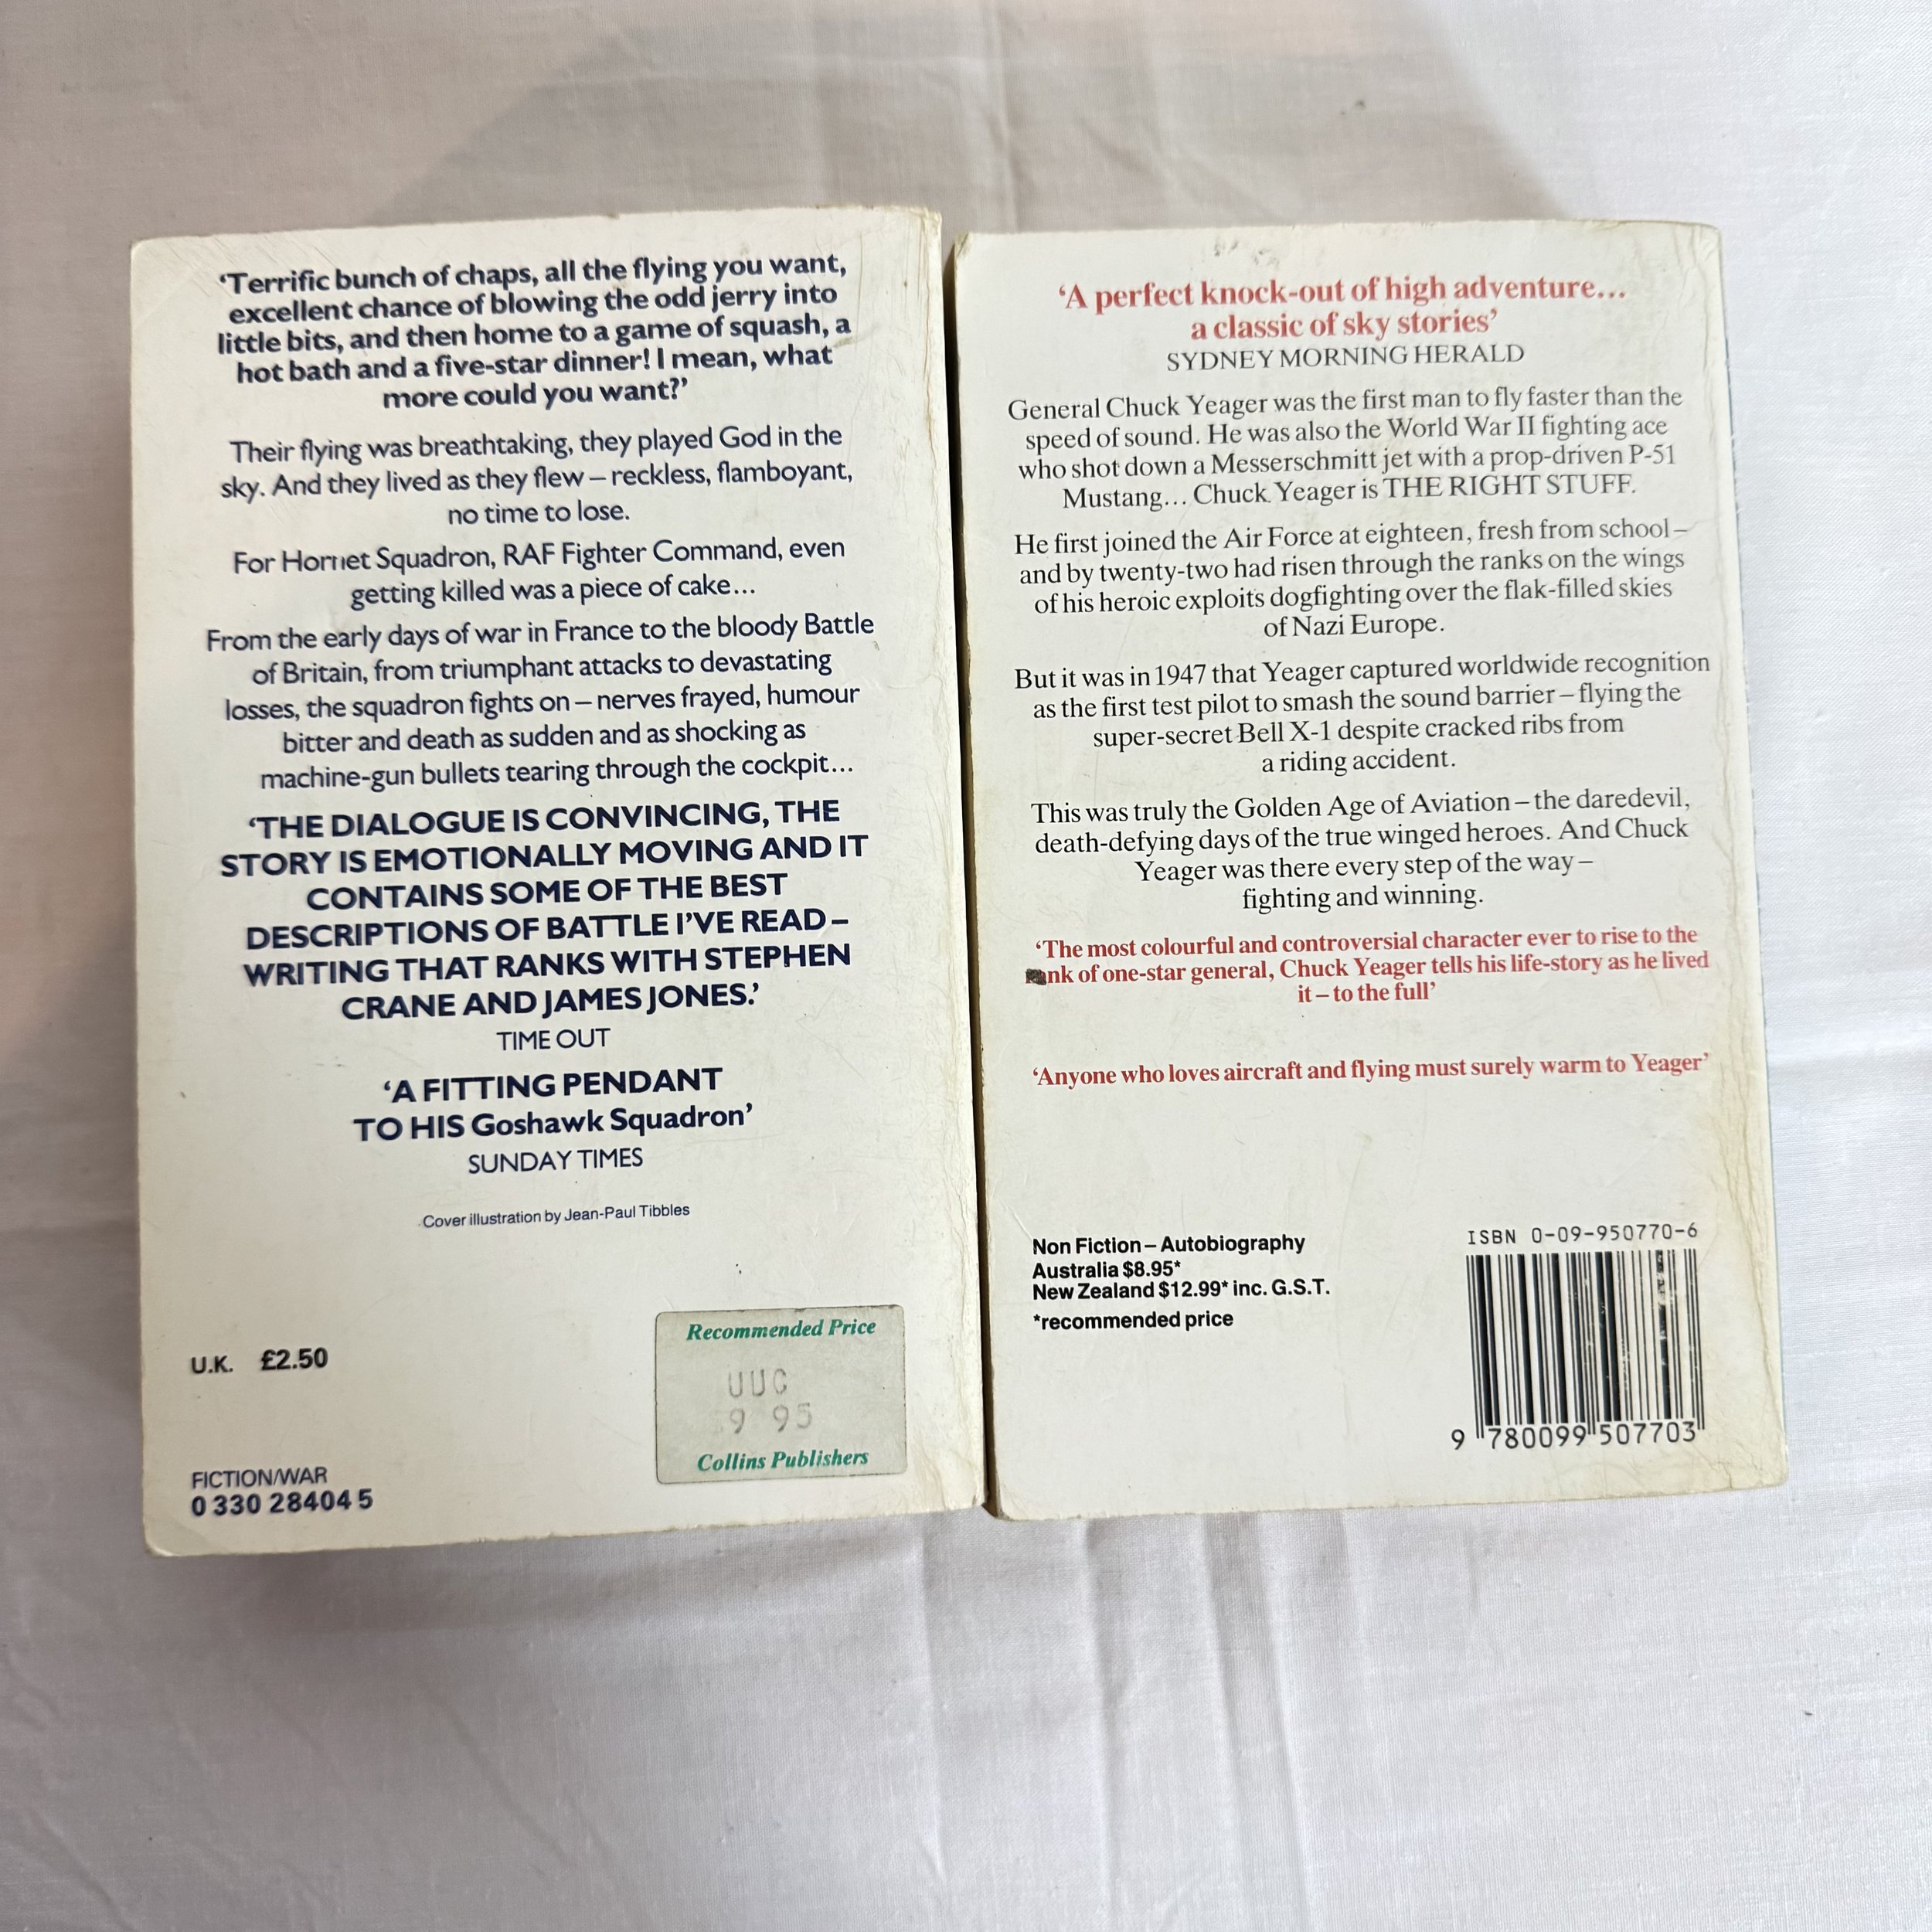 ‘Terrific bunch of chaps, all the flying you want,
excellent chance of blowing the odd jerry into
little bits, and then home to a game of squash, a
hot bath and a five-star dinner! I mean, what
more could you want?’
Their flying was breathtaking, they played God in the
sky. And they lived as they flew – reckless, flamboyant,
no time to lose.
For Hornet Squadron, RAF Fighter Command, even
getting killed was a piece of cake…
From the early days of war in France to the bloody Battle
of Britain, from triumphant attacks to devastating
losses, the squadron fights on – nerves frayed, humour
bitter and death as sudden and as shocking as
machine-gun bullets tearing through the cockpit…
‘THE DIALOGUE IS CONVINCING, THE
STORY IS EMOTIONALLY MOVING AND IT
CONTAINS SOME OF THE BEST
DESCRIPTIONS OF BATTLE I’VE READ –
WRITING THAT RANKS WITH STEPHEN
CRANE AND JAMES JONES.’
TIME OUT
‘A FITTING PENDANT
TO HIS Goshawk Squadron’
SUNDAY TIMES
Cover illustration by Jean-Paul Tibbles
U.K. £2.50
Recommended Price
UUC
9 95
Collins Publishers
FICTION/WAR
0 330 28404 5
‘A perfect knock-out of high adventure…
a classic of sky stories’
SYDNEY MORNING HERALD
General Chuck Yeager was the first man to fly faster than the
speed of sound. He was also the World War II fighting ace
who shot down a Messerschmitt jet with a prop-driven P-51
Mustang… Chuck Yeager is THE RIGHT STUFF.
He first joined the Air Force at eighteen, fresh from school –
and by twenty-two had risen through the ranks on the wings
of his heroic exploits dogfighting over the flak-filled skies
of Nazi Europe.
But it was in 1947 that Yeager captured worldwide recognition
as the first test pilot to smash the sound barrier – flying the
super-secret Bell X-1 despite cracked ribs from
a riding accident.
This was truly the Golden Age of Aviation – the daredevil,
death-defying days of the true winged heroes. And Chuck
Yeager was there every step of the way –
fighting and winning.
‘The most colourful and controversial character ever to rise to the
rank of one-star general, Chuck Yeager tells his life-story as he lived
it – to the full’
‘Anyone who loves aircraft and flying must surely warm to Yeager’
Non Fiction – Autobiography
Australia $8.95*
New Zealand $12.99* inc. G.S.T.
*recommended price
ISBN 0-09-950770-6
9 780099 507703